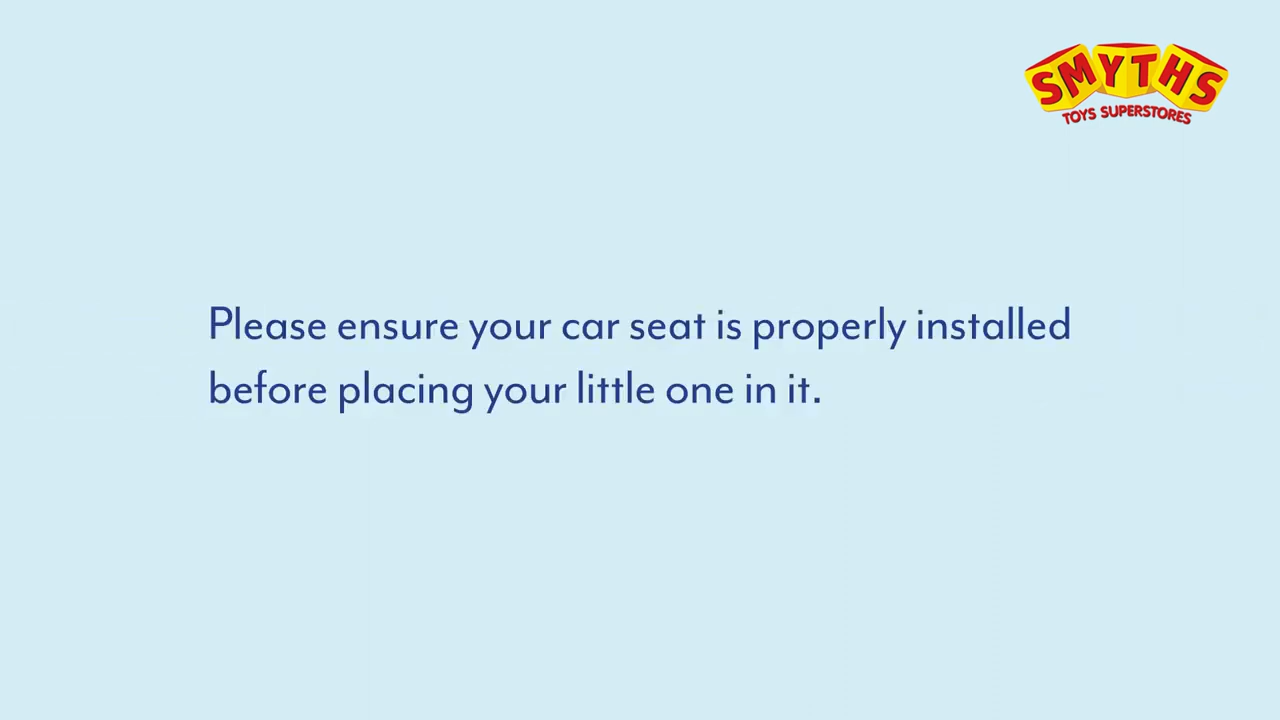 SMYTHS
TOYS SUPERSTORES
Please ensure your car seat is properly installed
before placing your little one in it.